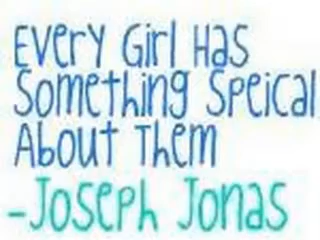 Every Girl Has
Something Speical
About Them
-Joseph Jonas